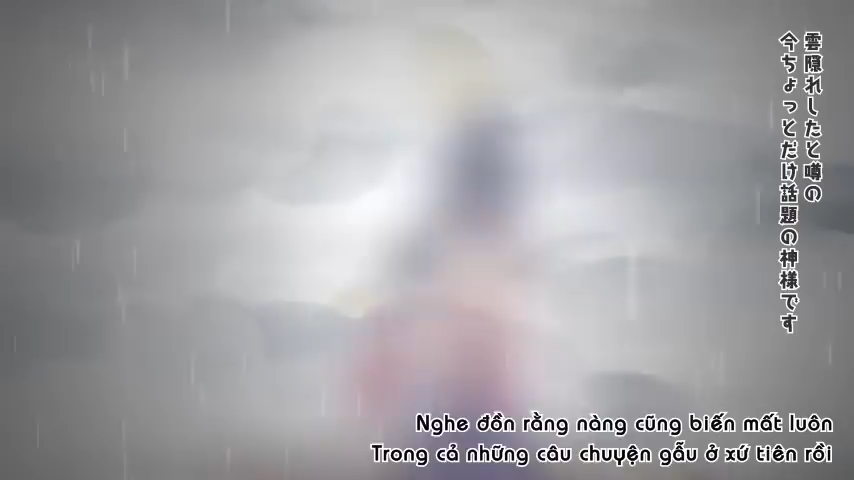 雲隠れしたと噂の
今ちょっとだけ話題の神様です
Nghe đồn rằng nàng cũng biến mất luôn
Trong cả những câu chuyện gẫu ở xứ tiên rồi